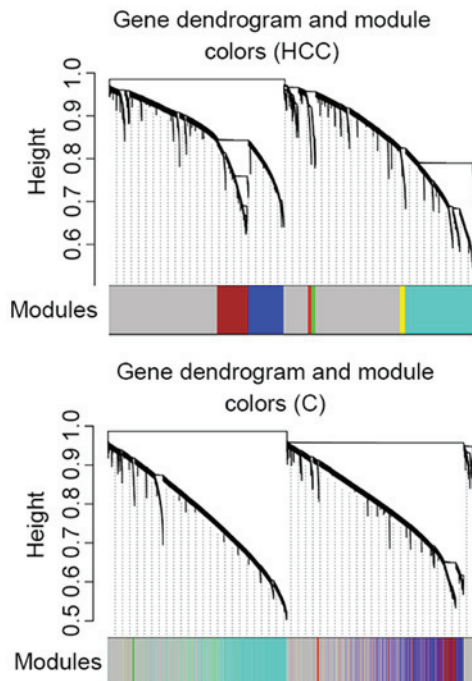 Gene dendrogram and module
colors (HCC)
Height
1.0
0.9
0.8
0.7
0.6
Modules
Gene dendrogram and module
colors (C)
Height
1.0
0.9
0.8
0.7
0.6
0.5
Modules